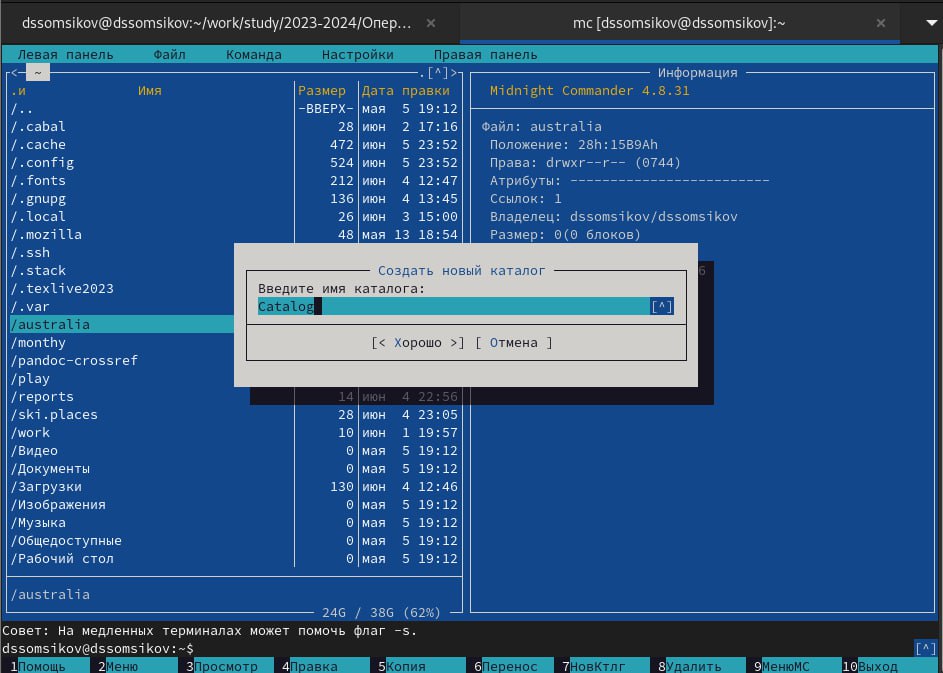 dssomsikov@dssomsikov:~/work/study/2023-2024/Опер... ×
mc [dssomsikov@dssomsikov]:~ ×
Левая панель Файл Команда Настройки Правая панель
<─ ~ .[^]>
.и Имя Размер Дата правки
/.. -ВВЕРХ- мая 5 19:12
/.cabal 28 июн 2 17:16
/.cache 472 июн 5 23:52
/.config 524 июн 5 23:52
/.fonts 212 июн 4 12:47
/.gnupg 136 июн 4 13:45
/.local 26 июн 3 15:00
/.mozilla 48 мая 13 18:54
/.ssh
/.stack
/.texlive2023
/.var
/australia
/monthy
/pandoc-crossref
/play
/reports 14 июн 4 22:56
/ski.places 28 июн 4 23:05
/work 10 июн 1 19:57
/Видео 0 мая 5 19:12
/Документы 0 мая 5 19:12
/Загрузки 130 июн 4 12:46
/Изображения 0 мая 5 19:12
/Музыка 0 мая 5 19:12
/Общедоступные 0 мая 5 19:12
/Рабочий стол 0 мая 5 19:12
/australia
24G / 38G (62%)
Информация
Midnight Commander 4.8.31
Файл: australia
Положение: 28h:15B9Ah
Права: drwxr--r-- (0744)
Атрибуты: -------------------------
Ссылок: 1
Владелец: dssomsikov/dssomsikov
Размер: 0(0 блоков)
Создать новый каталог
Введите имя каталога:
Catalog [^]
[< Хорошо >] [ Отмена ]
Совет: На медленных терминалах может помочь флаг -s.
dssomsikov@dssomsikov:~$ [^]
1Помощь 2Меню 3Просмотр 4Правка 5Копия 6Перенос 7НовКтлг 8Удалить 9МенюМС 10Выход